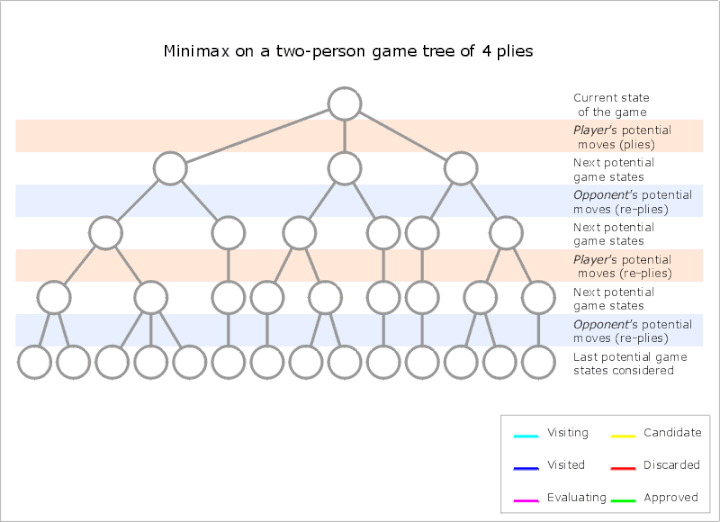 Minimax on a two-person game tree of 4 plies
Current state
of the game
Player's potential
moves (plies)
Next potential
game states
Opponent's potential
moves (re-plies)
Next potential
game states
Player's potential
moves (re-plies)
Next potential
game states
Opponent's potential
moves (re-plies)
Last potential game
states considered
Visiting
Candidate
Visited
Discarded
Evaluating
Approved